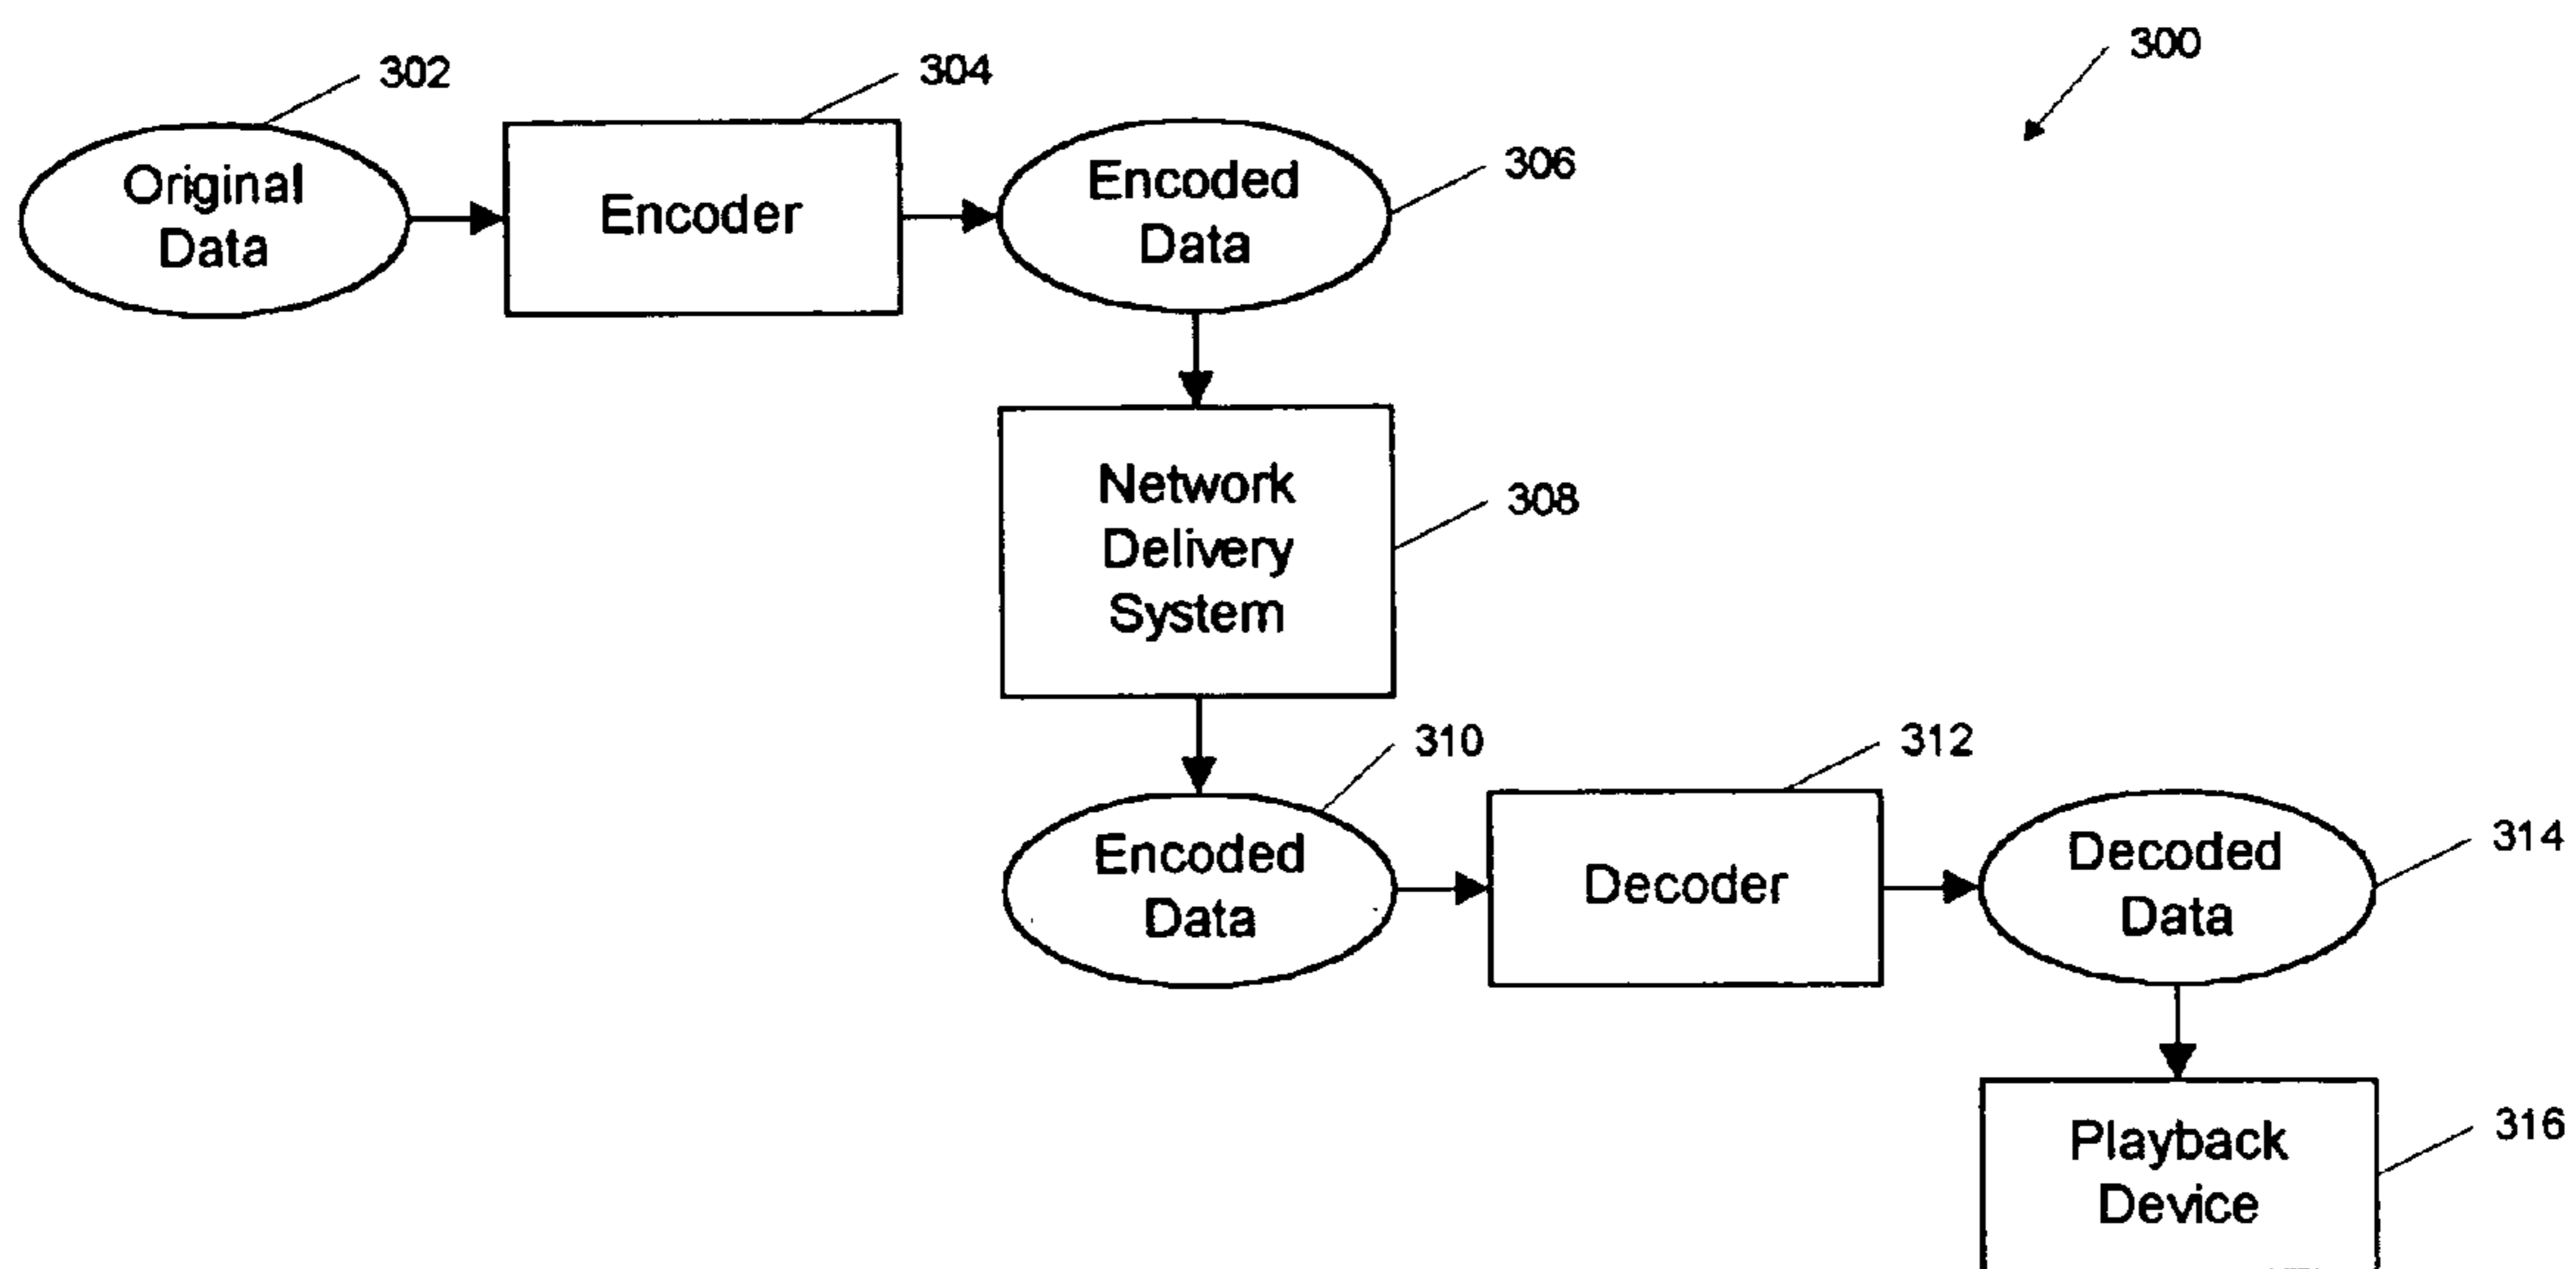 300
302
304
Original
Data
Encoder
Encoded
Data
306
Network
Delivery
System
308
310
312
Encoded
Data
Decoder
Decoded
Data
314
Playback
Device
316